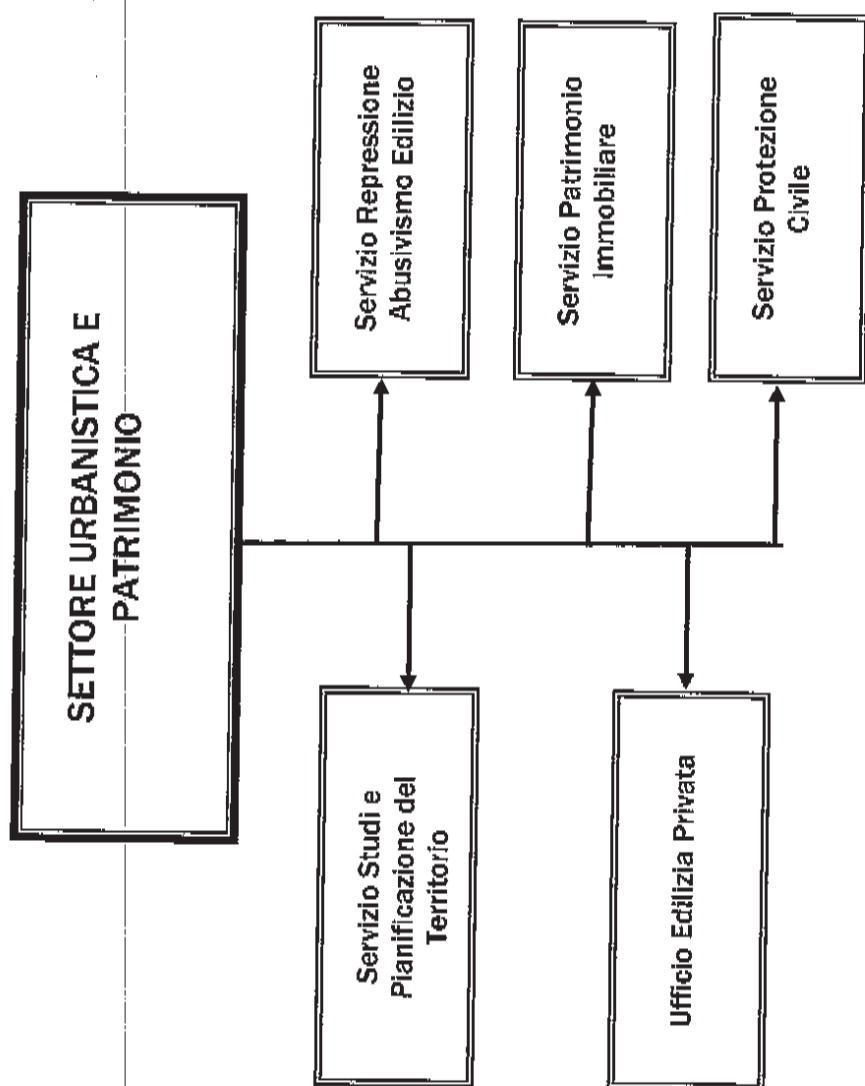 SETTORE URBANISTICA E
PATRIMONIO
Servizio Studi e
Pianificazione del
Territorio
Servizio Repressione
Abusivismo Edilizio
Servizio Patrimonio
Immobiliare
Ufficio Edilizia Privata
Servizio Protezione
Civile